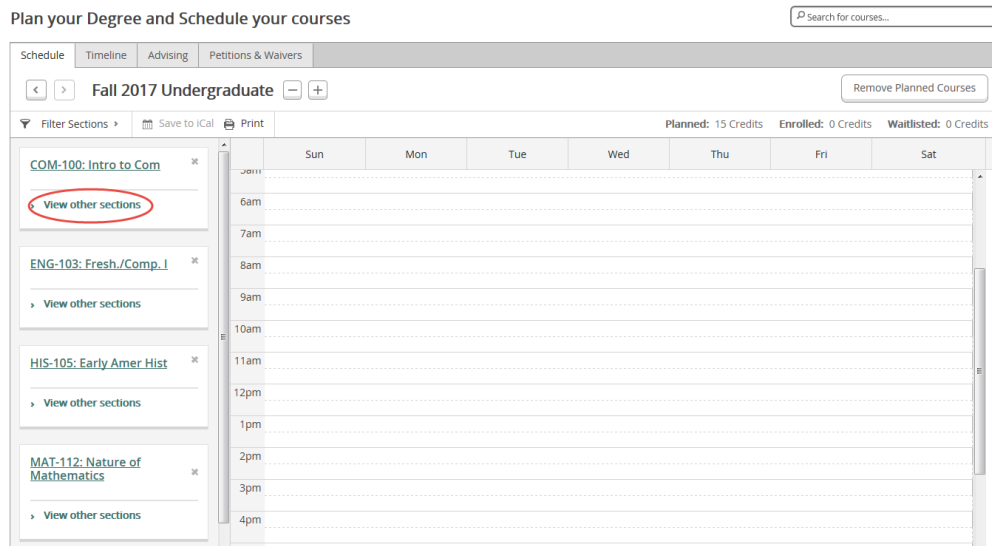 Plan your Degree and Schedule your courses
Search for courses...
Schedule Timeline Advising Petitions & Waivers
Fall 2017 Undergraduate
Remove Planned Courses
Filter Sections Save to iCal Print Planned: 15 Credits Enrolled: 0 Credits Waitlisted: 0 Credits
Sun Mon Tue Wed Thu Fri Sat
COM-100: Intro to Com
View other sections
ENG-103: Fresh./Comp. I
View other sections
HIS-105: Early Amer Hist
View other sections
MAT-112: Nature of
Mathematics
View other sections
5am
6am
7am
8am
9am
10am
11am
12pm
1pm
2pm
3pm
4pm